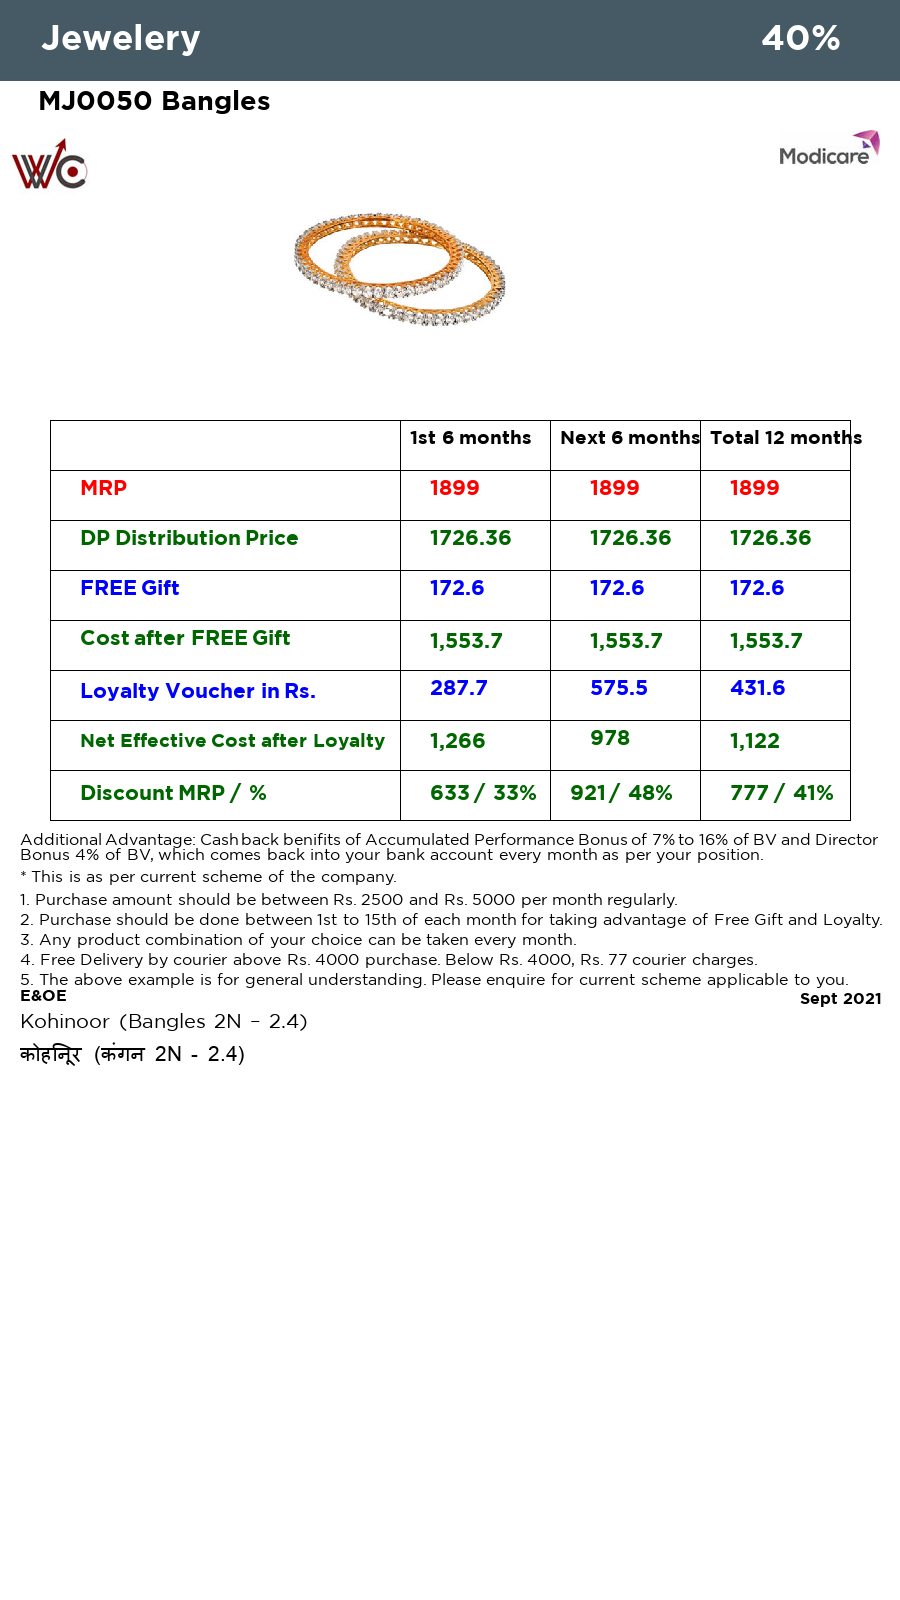 Jewelery 40%
MJ0050 Bangles
WC
Modicare
1st 6 months Next 6 months Total 12 months
MRP 1899 1899 1899
DP Distribution Price 1726.36 1726.36 1726.36
FREE Gift 172.6 172.6 172.6
Cost after FREE Gift 1,553.7 1,553.7 1,553.7
Loyalty Voucher in Rs. 287.7 575.5 431.6
Net Effective Cost after Loyalty 1,266 978 1,122
Discount MRP / % 633 / 33% 921 / 48% 777 / 41%
Additional Advantage: Cashback benifits of Accumulated Performance Bonus of 7% to 16% of BV and Director
Bonus 4% of BV, which comes back into your bank account every month as per your position.
* This is as per current scheme of the company.
1. Purchase amount should be between Rs. 2500 and Rs. 5000 per month regularly.
2. Purchase should be done between 1st to 15th of each month for taking advantage of Free Gift and Loyalty.
3. Any product combination of your choice can be taken every month.
4. Free Delivery by courier above Rs. 4000 purchase. Below Rs. 4000, Rs. 77 courier charges.
5. The above example is for general understanding. Please enquire for current scheme applicable to you.
E&OE Sept 2021
Kohinoor (Bangles 2N – 2.4)
कोहिनूर (कंगन 2N - 2.4)